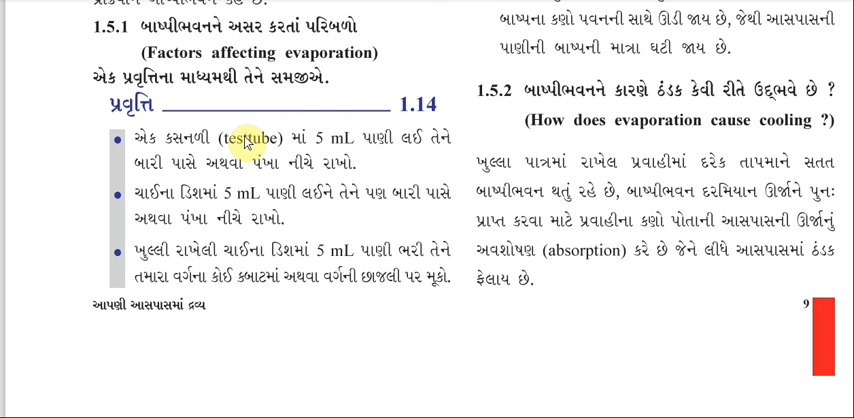 1.5.1 બાષ્પીભવનને અસર કરતાં પરિબળો
(Factors affecting evaporation)
એક પ્રવૃત્તિના માધ્યમથી તેને સમજીએ.
પ્રવૃત્તિ ______________ 1.14
• એક કસનળી (testtube) માં 5 mL પાણી લઈ તેને
બારી પાસે અથવા પંખા નીચે રાખો.
• ચાઈના ડિશમાં 5 mL પાણી લઈને તેને પણ બારી પાસે
અથવા પંખા નીચે રાખો.
• ખુલ્લી રાખેલી ચાઈના ડિશમાં 5 mL પાણી ભરી તેને
તમારા વર્ગના કોઈ કબાટમાં અથવા વર્ગની છાજલી પર મૂકો.
આપણી આસપાસમાં દ્રવ્ય
બાષ્પના કણો પવનની સાથે ઊડી જાય છે, જેથી આસપાસની
પાણીની બાષ્પની માત્રા ઘટી જાય છે.
1.5.2 બાષ્પીભવનને કારણે ઠંડક કેવી રીતે ઉદ્ભવે છે ?
(How does evaporation cause cooling ?)
ખુલ્લા પાત્રમાં રાખેલ પ્રવાહીમાં દરેક તાપમાને સતત
બાષ્પીભવન થતું રહે છે, બાષ્પીભવન દરમિયાન ઊર્જાને પુનઃ
પ્રાપ્ત કરવા માટે પ્રવાહીના કણો પોતાની આસપાસની ઊર્જાનું
અવશોષણ (absorption) કરે છે જેને લીધે આસપાસમાં ઠંડક
ફેલાય છે.
9